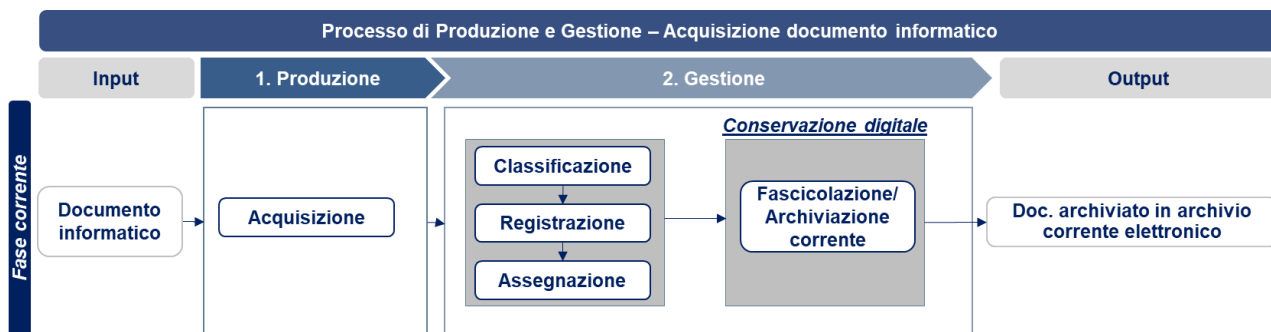 Processo di Produzione e Gestione – Acquisizione documento informatico
Input
1. Produzione
2. Gestione
Output
Fase corrente
Documento
informatico
Acquisizione
Classificazione
Registrazione
Assegnazione
Conservazione digitale
Fascicolazione/
Archiviazione
corrente
Doc. archiviato in archivio
corrente elettronico